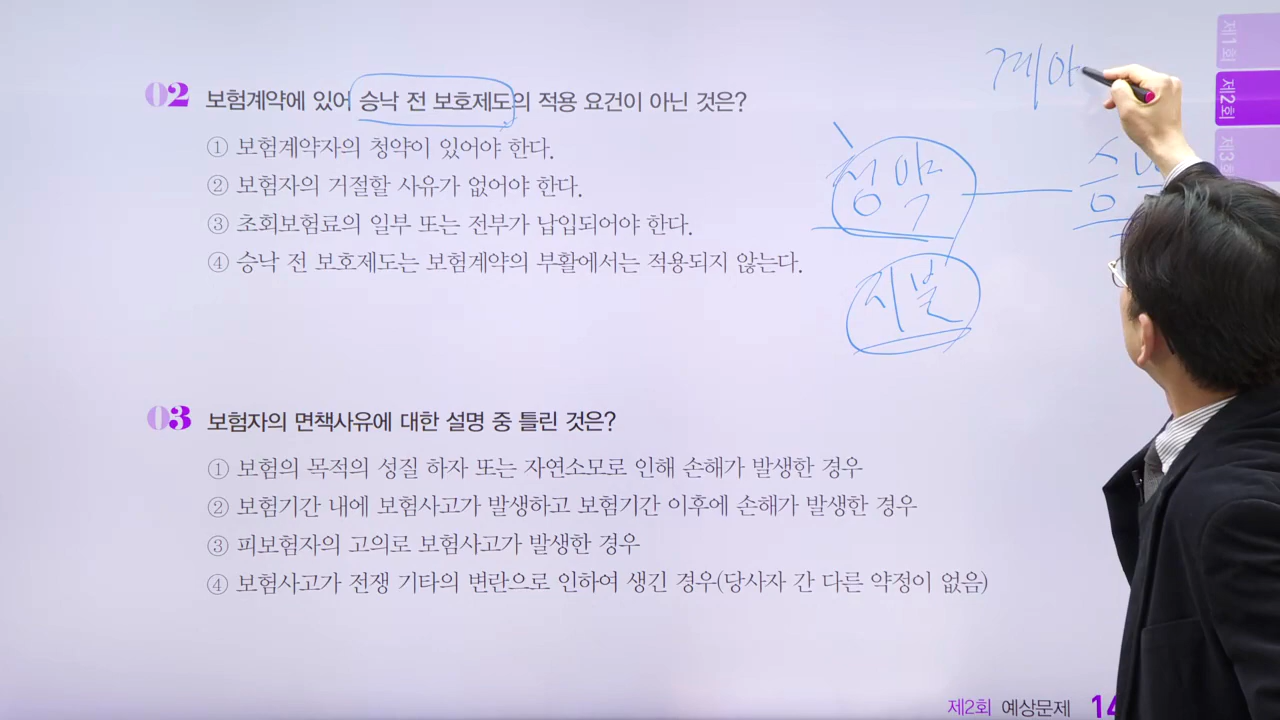 제1회
제2회
제3회
계야
청약
승
지불
02 보험계약에 있어 승낙 전 보호제도의 적용 요건이 아닌 것은?
① 보험계약자의 청약이 있어야 한다.
② 보험자의 거절할 사유가 없어야 한다.
③ 초회보험료의 일부 또는 전부가 납입되어야 한다.
④ 승낙 전 보호제도는 보험계약의 부활에서는 적용되지 않는다.
03 보험자의 면책사유에 대한 설명 중 틀린 것은?
① 보험의 목적의 성질 하자 또는 자연소모로 인해 손해가 발생한 경우
② 보험기간 내에 보험사고가 발생하고 보험기간 이후에 손해가 발생한 경우
③ 피보험자의 고의로 보험사고가 발생한 경우
④ 보험사고가 전쟁 기타의 변란으로 인하여 생긴 경우(당사자 간 다른 약정이 없음)
제2회 예상문제